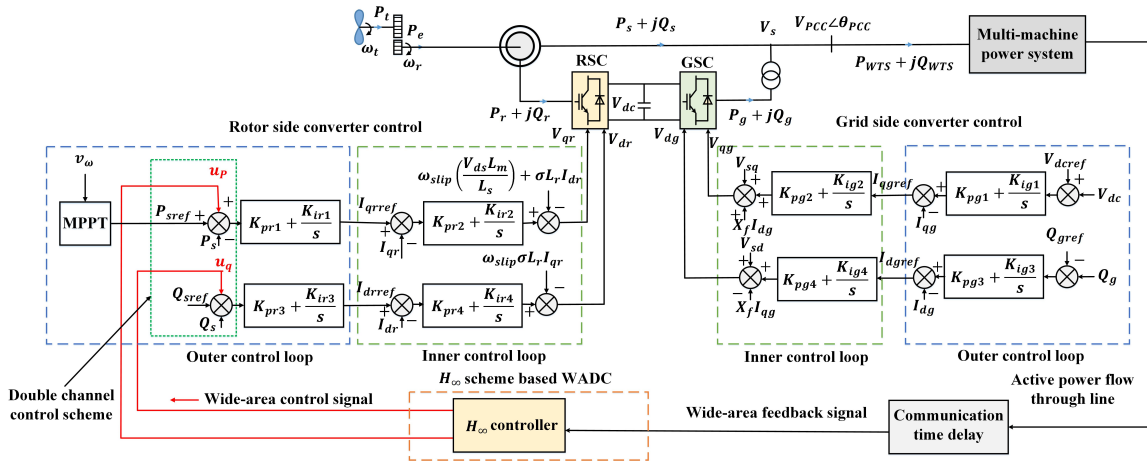 P_t
P_e
ω_t
ω_r
P_s + jQ_s
V_s
V_PCC∠θ_PCC
P_WTS + jQ_WTS
Multi-machine
power system
RSC
GSC
V_dc
P_r + jQ_r
P_g + jQ_g
V_qr
V_dr
V_dg
V_qg
Rotor side converter control
Grid side converter control
v_ω
MPPT
u_P
P_sref
+
+
P_s
−
K_pr1 + K_ir1/s
I_qrref
+
I_qr
−
K_pr2 + K_ir2/s
ω_slip(V_ds L_m/L_s) + σL_r I_dr
+
−
u_q
Q_sref
Q_s
K_pr3 + K_ir3/s
I_drref
+
I_dr
−
K_pr4 + K_ir4/s
ω_slip σL_r I_qr
+
−
V_sq
+
+
+
X_f I_dg
K_pg2 + K_ig2/s
I_qgref
+
−
I_qg
K_pg1 + K_ig1/s
V_dcref
+
+
V_dc
V_sd
+
+
−
X_f I_qg
K_pg4 + K_ig4/s
I_dgref
+
−
I_dg
K_pg3 + K_ig3/s
Q_gref
−
+
Q_g
Outer control loop
Inner control loop
Inner control loop
Outer control loop
Double channel
control scheme
H_∞ scheme based WADC
Wide-area control signal
H_∞ controller
Wide-area feedback signal
Communication
time delay
Active power flow
through line